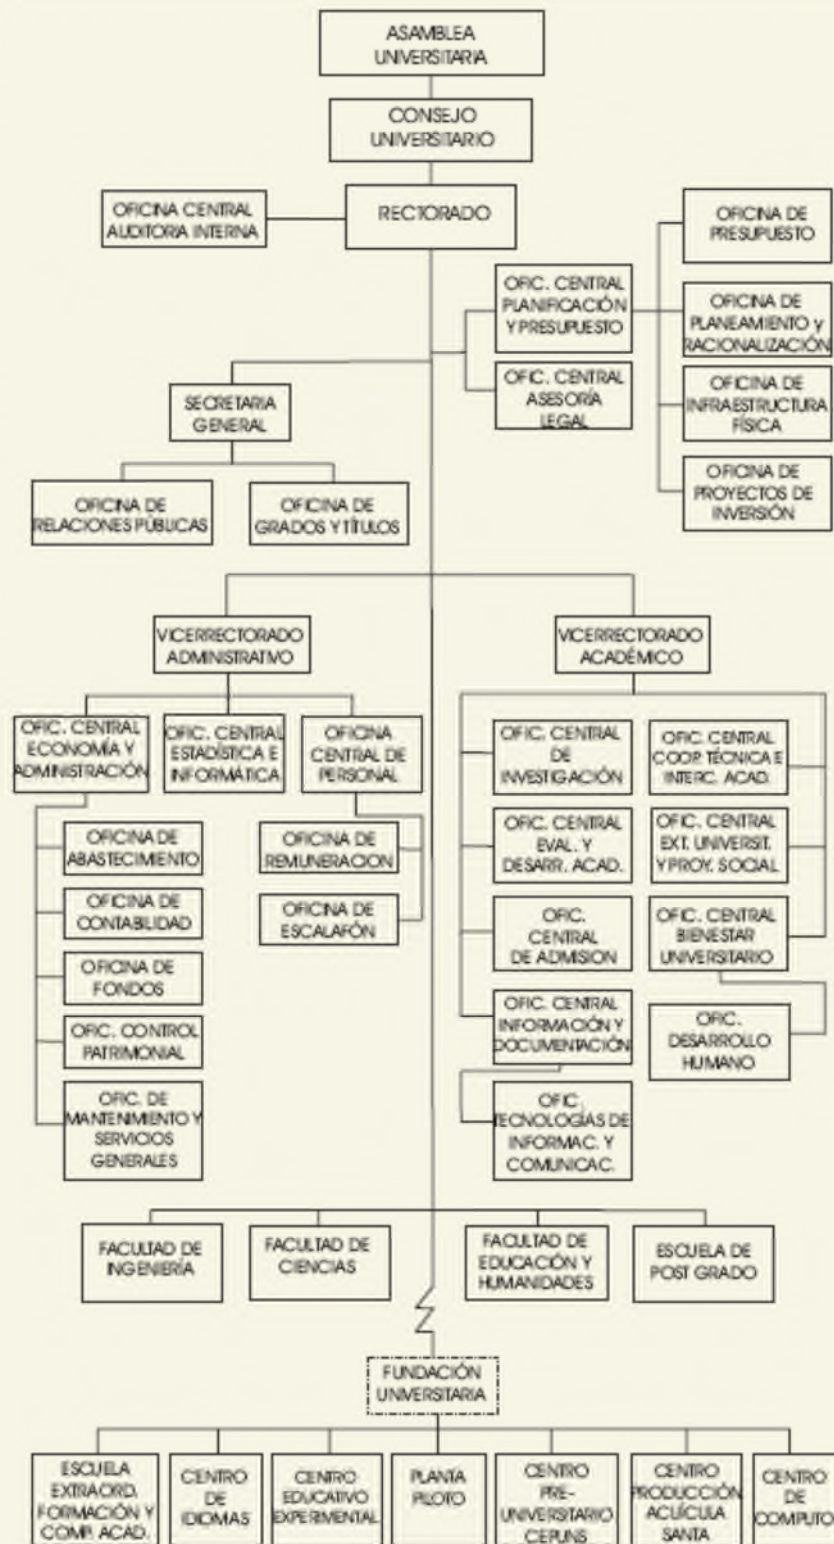 ASAMBLEA
UNIVERSITARIA
CONSEJO
UNIVERSITARIO
OFICINA CENTRAL
AUDITORIA INTERNA
RECTORADO
OFICINA DE
PRESUPUESTO
OFIC. CENTRAL
PLANIFICACIÓN
Y PRESUPUESTO
OFICINA DE
PLANEAMIENTO y
RACIONALIZACIÓN
OFIC. CENTRAL
ASESORÍA
LEGAL
OFICINA DE
INFRAESTRUCTURA
FÍSICA
SECRETARIA
GENERAL
OFICINA DE
PROYECTOS DE
INVERSIÓN
OFICINA DE
RELACIONES PÚBLICAS
OFICINA DE
GRADOS Y TÍTULOS
VICERRECTORADO
ADMINISTRATIVO
VICERRECTORADO
ACADÉMICO
OFIC. CENTRAL
ECONOMÍA Y
ADMINISTRACIÓN
OFIC. CENTRAL
ESTADÍSTICA E
INFORMÁTICA
OFICINA
CENTRAL DE
PERSONAL
OFICINA DE
ABASTECIMIENTO
OFICINA DE
CONTABILIDAD
OFICINA DE
FONDOS
OFIC. CONTROL
PATRIMONIAL
OFIC. DE
MANTENIMIENTO Y
SERVICIOS
GENERALES
OFICINA DE
REMUNERACION
OFICINA DE
ESCALAFÓN
OFIC. CENTRAL
DE
INVESTIGACIÓN
OFIC. CENTRAL
EVAL. Y
DESARR. ACAD.
OFIC.
CENTRAL
DE ADMISION
OFIC. CENTRAL
INFORMACIÓN Y
DOCUMENTACIÓN
OFIC.
TECNOLOGÍAS DE
INFORMAC. Y
COMUNICAC.
OFIC. CENTRAL
COOP. TÉCNICA E
INTERC. ACAD.
OFIC. CENTRAL
EXT. UNIVERSIT.
Y PROY. SOCIAL
OFIC. CENTRAL
BIENESTAR
UNIVERSITARIO
OFIC.
DESARROLLO
HUMANO
FACULTAD DE
INGENIERÍA
FACULTAD DE
CIENCIAS
FACULTAD DE
EDUCACIÓN Y
HUMANIDADES
ESCUELA DE
POST GRADO
FUNDACIÓN
UNIVERSITARIA
ESCUELA
EXTRAORD.
FORMACIÓN Y
COMP. ACAD.
CENTRO
DE
IDIOMAS
CENTRO
EDUCATIVO
EXPERIMENTAL
PLANTA
PILOTO
CENTRO
PRE-
UNIVERSITARIO
CEPUNS
CENTRO
PRODUCCIÓN
ACUÍCULA
SANTA
CENTRO
DE
COMPUTO